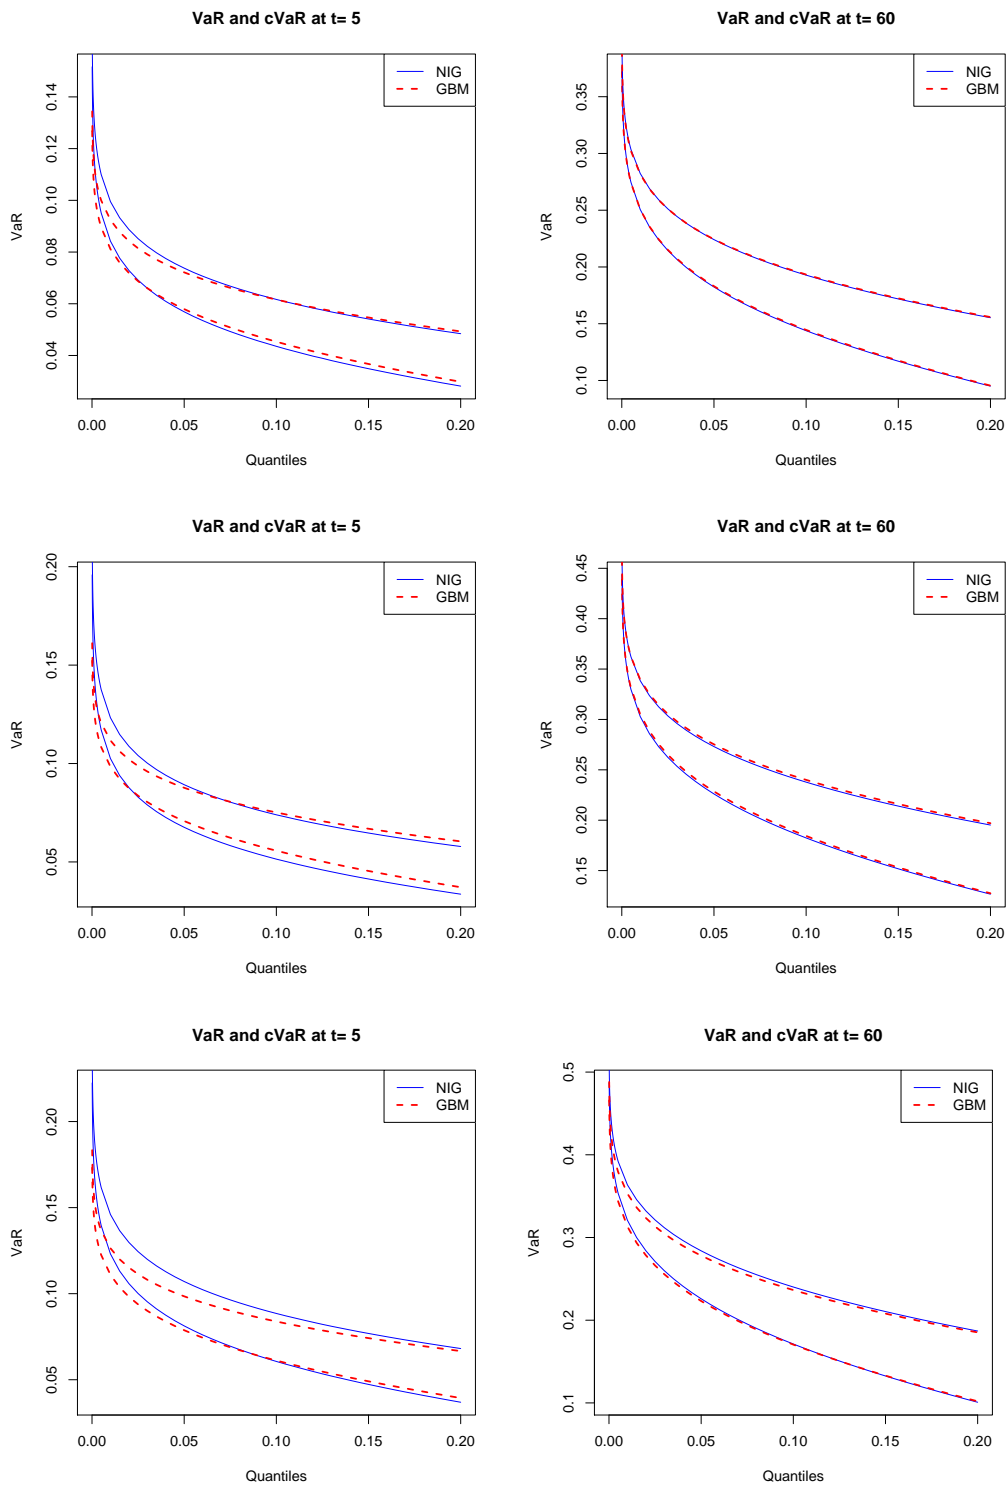 VaR and cVaR at t= 5
VaR
0.14
0.12
0.10
0.08
0.06
0.04
NIG
GBM
0.00 0.05 0.10 0.15 0.20
Quantiles
VaR and cVaR at t= 60
VaR
0.35
0.30
0.25
0.20
0.15
0.10
NIG
GBM
0.00 0.05 0.10 0.15 0.20
Quantiles
VaR and cVaR at t= 5
VaR
0.20
0.15
0.10
0.05
NIG
GBM
0.00 0.05 0.10 0.15 0.20
Quantiles
VaR and cVaR at t= 60
VaR
0.45
0.40
0.35
0.30
0.25
0.20
0.15
NIG
GBM
0.00 0.05 0.10 0.15 0.20
Quantiles
VaR and cVaR at t= 5
VaR
0.20
0.15
0.10
0.05
NIG
GBM
0.00 0.05 0.10 0.15 0.20
Quantiles
VaR and cVaR at t= 60
VaR
0.5
0.4
0.3
0.2
0.1
NIG
GBM
0.00 0.05 0.10 0.15 0.20
Quantiles